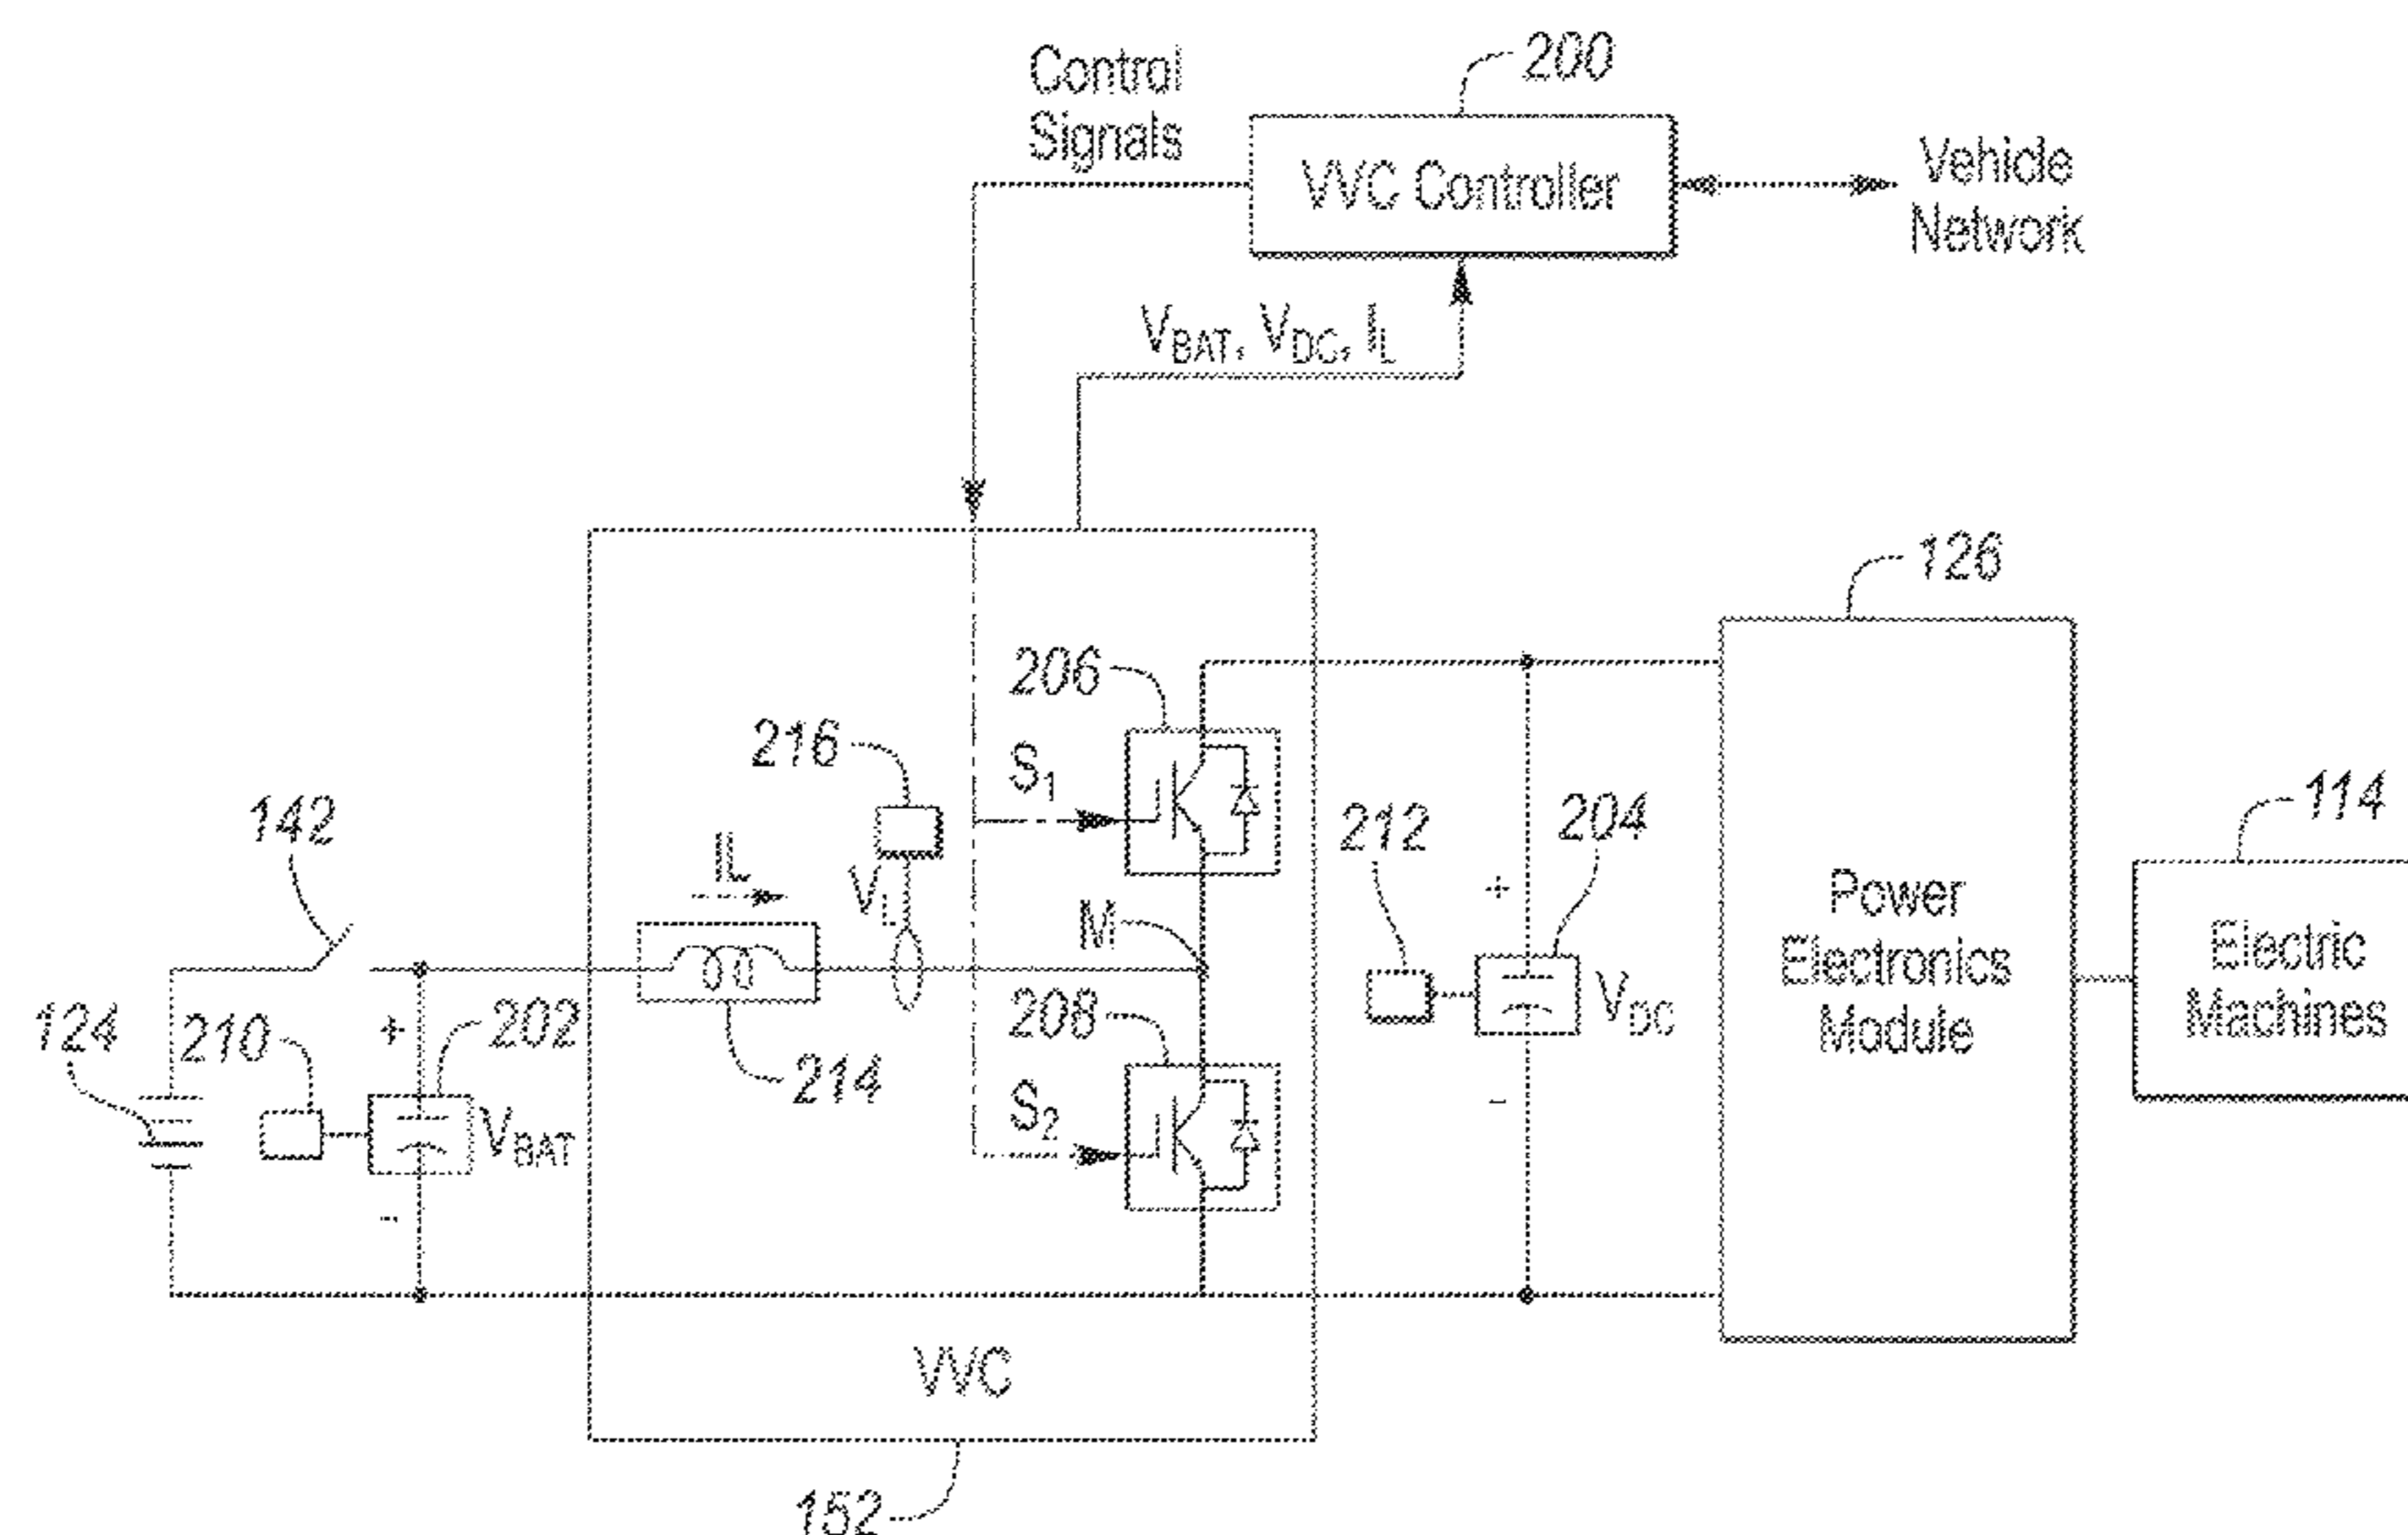 200
Control
Signals
VVC Controller
Vehicle
Network
VBAT, VDC, IL
126
206
216
S1
142
IL
VL
212
204
114
+
M
Power
Electronics
Module
Electric
Machines
124
210
+
202
208
VDC
214
VBAT
S2
-
-
VVC
152